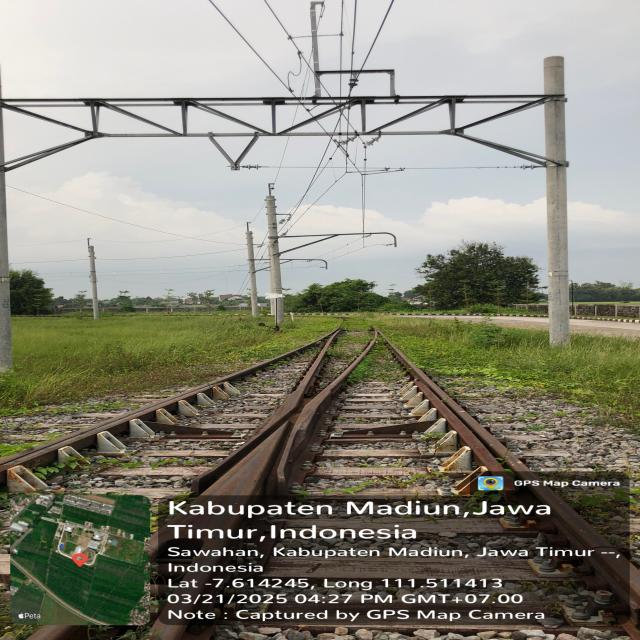 GPS Map Camera
Kabupaten Madiun,Jawa
Timur,Indonesia
Sawahan, Kabupaten Madiun, Jawa Timur --,
Indonesia
Lat -7.614245, Long 111.511413
03/21/2025 04:27 PM GMT+07.00
Note : Captured by GPS Map Camera
Peta